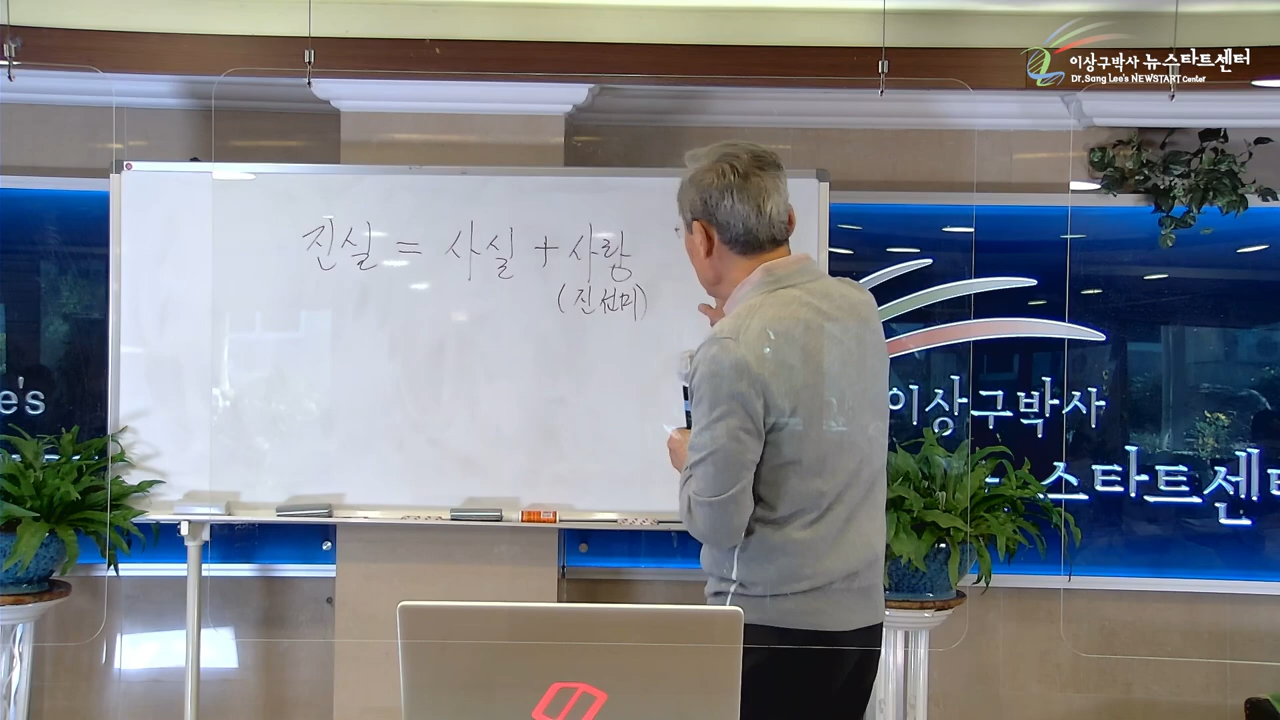 이상구박사 뉴스타트센터
Dr. Sang Lee's NEWSTART Center
진실 = 사실 + 사랑
(진선미)
e's
이상구박사
스타트센터